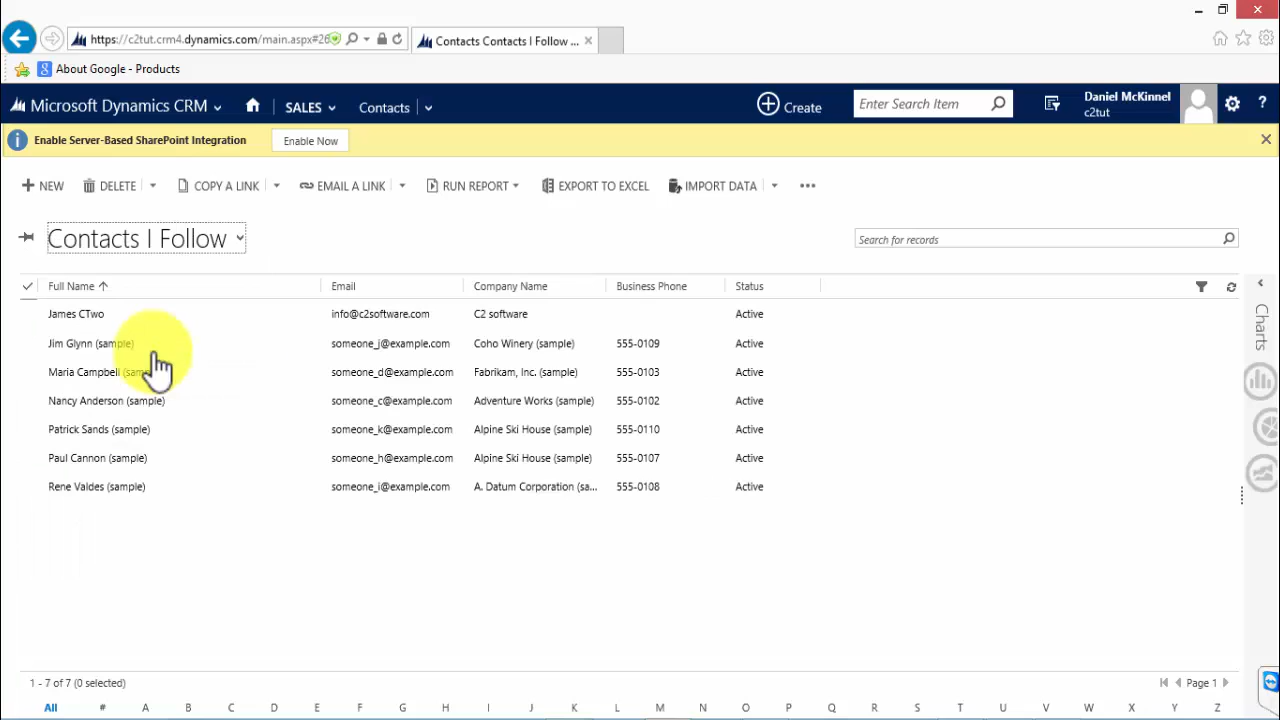 https://c2tut.crm4.dynamics.com/main.aspx#26
Contacts Contacts I Follow ...
About Google - Products
Microsoft Dynamics CRM
SALES
Contacts
Create
Enter Search Item
Daniel McKinnel
c2tut
?
Enable Server-Based SharePoint Integration
Enable Now
NEW
DELETE
COPY A LINK
EMAIL A LINK
RUN REPORT
EXPORT TO EXCEL
IMPORT DATA
Contacts I Follow
Search for records
Full Name Email Company Name Business Phone Status
James CTwo info@c2software.com C2 software Active
Jim Glynn (sample) someone_j@example.com Coho Winery (sample) 555-0109 Active
Maria Campbell someone_d@example.com Fabrikam, Inc. (sample) 555-0103 Active
Nancy Anderson (sample) someone_c@example.com Adventure Works (sample) 555-0102 Active
Patrick Sands (sample) someone_k@example.com Alpine Ski House (sample) 555-0110 Active
Paul Cannon (sample) someone_h@example.com Alpine Ski House (sample) 555-0107 Active
Rene Valdes (sample) someone_i@example.com A. Datum Corporation (sa... 555-0108 Active
Charts
1 - 7 of 7 (0 selected)
Page 1
All # A B C D E F G H I J K L M N O P Q R S T U V W X Y Z